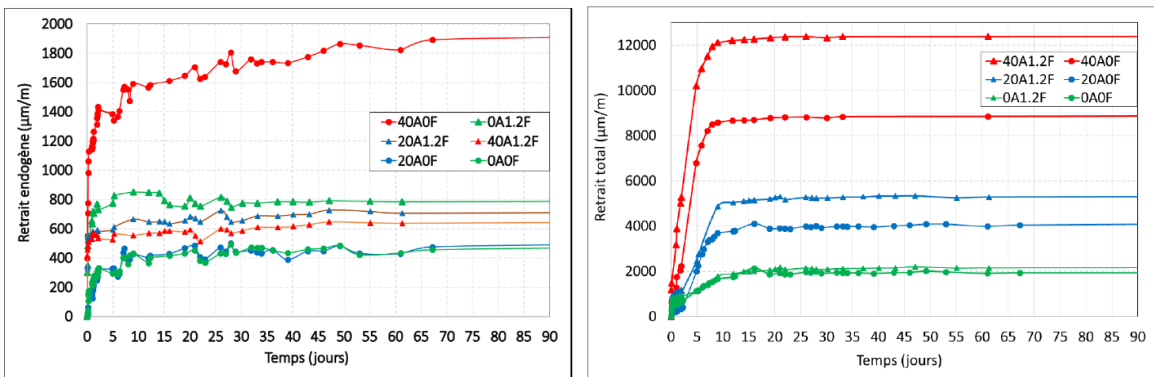 2000
1800
1600
1400
1200
1000
800
600
400
200
0
Retrait endogène (μm/m)
40A0F 0A1.2F
20A1.2F 40A1.2F
20A0F 0A0F
0 5 10 15 20 25 30 35 40 45 50 55 60 65 70 75 80 85 90
Temps (jours)
12000
10000
8000
6000
4000
2000
0
Retrait total (μm/m)
40A1.2F 40A0F
20A1.2F 20A0F
0A1.2F 0A0F
0 5 10 15 20 25 30 35 40 45 50 55 60 65 70 75 80 85 90
Temps (jours)